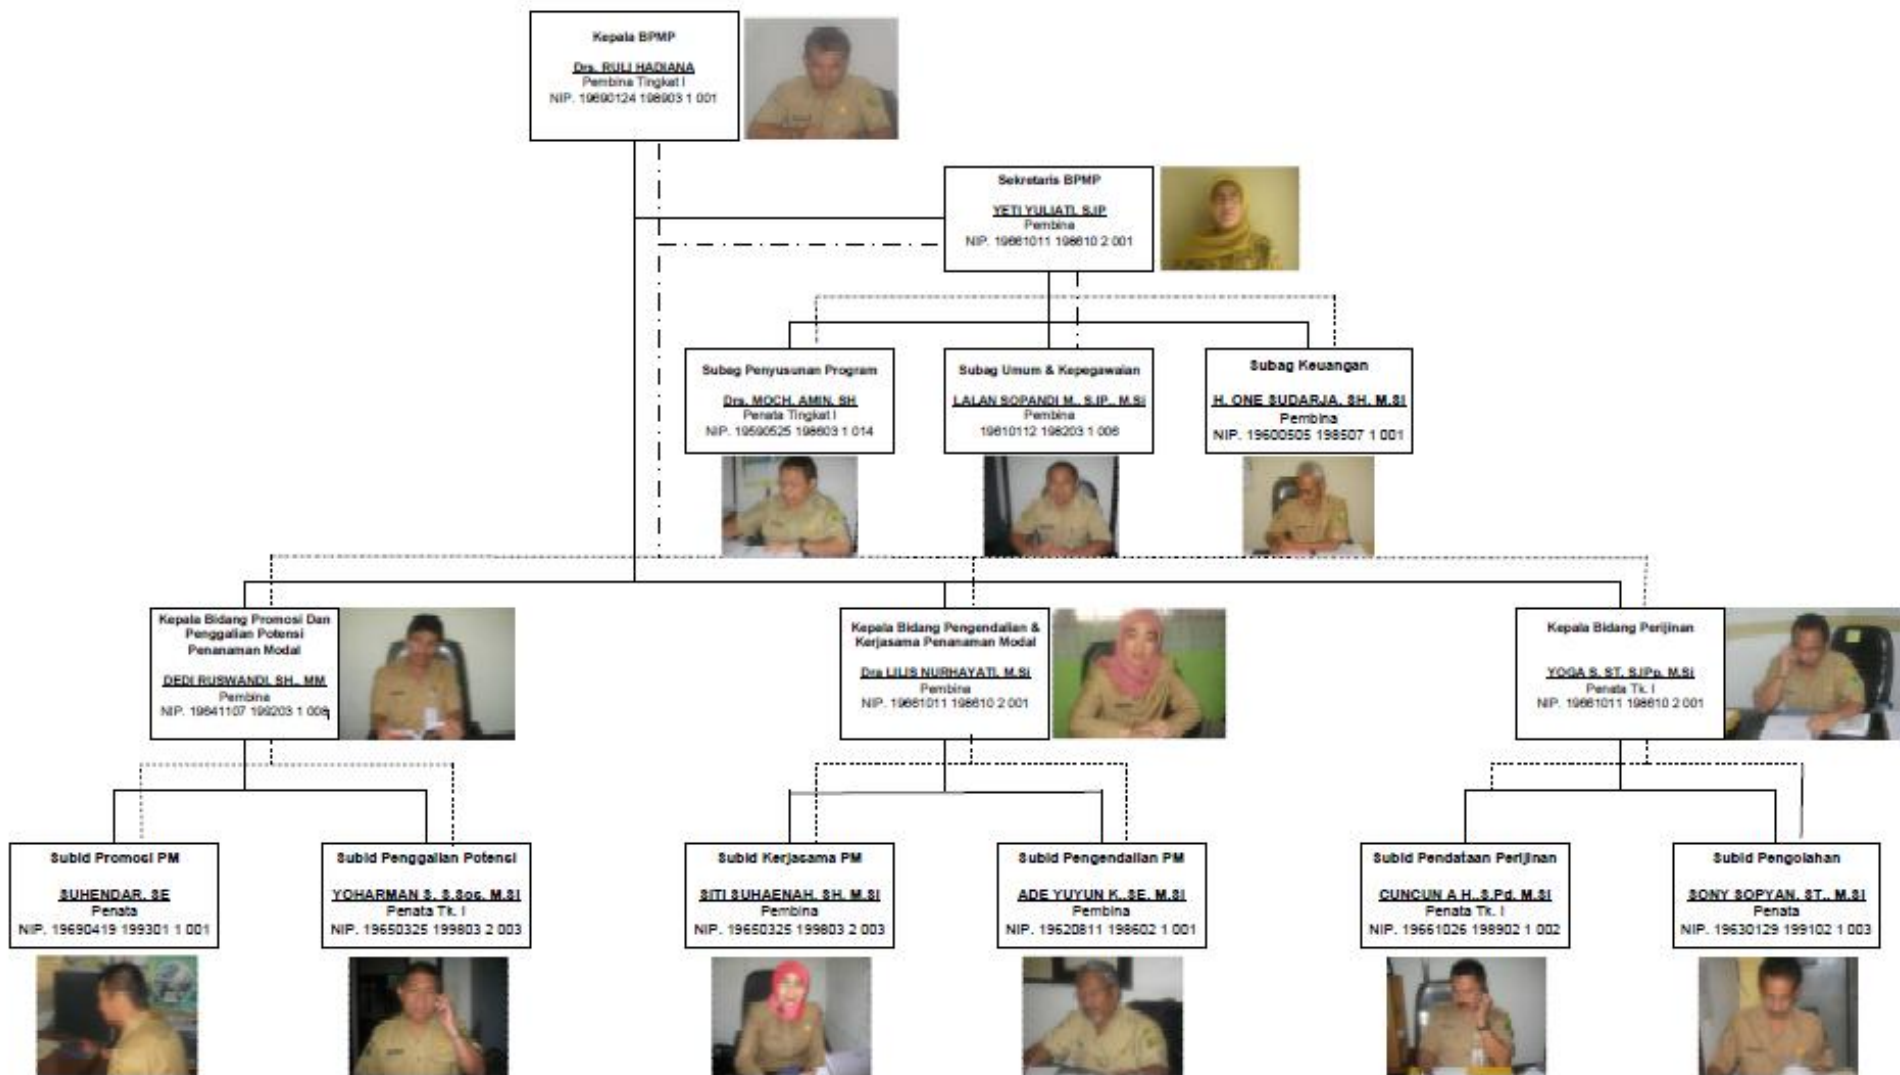 Kepala BPMP
Drs. RULI HADIANA
Pembina Tingkat I
NIP. 19690124 198903 1 001
Sekretaris BPMP
YETI YULIATI, S.IP
Pembina
NIP. 19661011 198610 2 001
Subag Penyusunan Program
Drs. MOCH. AMIN, SH
Penata Tingkat I
NIP. 19590525 198603 1 014
Subag Umum & Kepegawaian
LALAN SOPANDI M., S.IP., M.Si
Pembina
19610112 198203 1 006
Subag Keuangan
H. ONE SUDARJA, SH, M.SI
Pembina
NIP. 19600505 198507 1 001
Kepala Bidang Promosi Dan
Penggalian Potensi
Penanaman Modal
DEDI RUSWANDI, SH., MM
Pembina
NIP. 19641107 199203 1 008
Kepala Bidang Pengendalian &
Kerjasama Penanaman Modal
Dra LILIS NURHAYATI, M.Si
Pembina
NIP. 19661011 198610 2 001
Kepala Bidang Perijinan
YOGA S, ST, S.IPp, M.Si
Penata Tk. I
NIP. 19661011 198610 2 001
Subid Promosi PM
SUHENDAR, SE
Penata
NIP. 19690419 199301 1 001
Subid Penggalian Potensi
YOHARMAN S, S.Sos, M.SI
Penata Tk. I
NIP. 19650325 199803 2 003
Subid Kerjasama PM
SITI SUHAENAH, SH, M.SI
Pembina
NIP. 19650325 199803 2 003
Subid Pengendalian PM
ADE YUYUN K.,SE, M.SI
Pembina
NIP. 19620811 198602 1 001
Subid Pendataan Perijinan
CUNCUN A H.,S.Pd, M.SI
Penata Tk. I
NIP. 19661026 198902 1 002
Subid Pengolahan
SONY SOPYAN, ST., M.SI
Penata
NIP. 19630129 199102 1 003